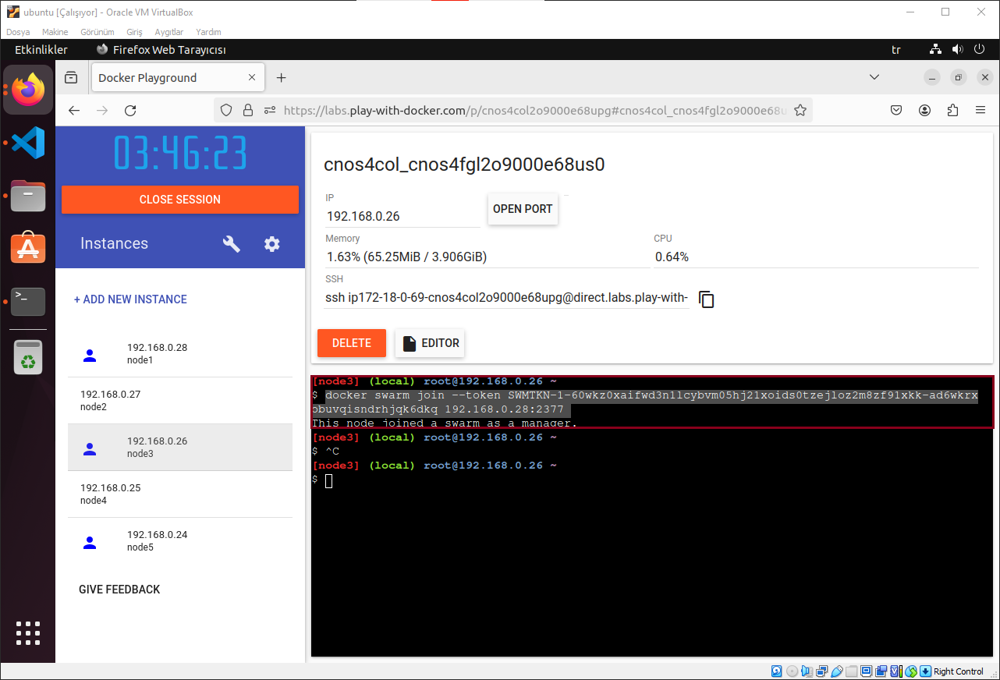 ubuntu [Çalışıyor] - Oracle VM VirtualBox
Dosya Makine Görünüm Giriş Aygıtlar Yardım
Etkinlikler Firefox Web Tarayıcısı tr
Docker Playground
https://labs.play-with-docker.com/p/cnos4col2o9000e68upg#cnos4col_cnos4fgl2o9000e68u
03:46:23
CLOSE SESSION
Instances
+ ADD NEW INSTANCE
192.168.0.28
node1
192.168.0.27
node2
192.168.0.26
node3
192.168.0.25
node4
192.168.0.24
node5
GIVE FEEDBACK
cnos4col_cnos4fgl2o9000e68us0
IP
192.168.0.26
OPEN PORT
Memory
1.63% (65.25MiB / 3.906GiB)
CPU
0.64%
SSH
ssh ip172-18-0-69-cnos4col2o9000e68upg@direct.labs.play-with-
DELETE
EDITOR
[node3] (local) root@192.168.0.26 ~
$ docker swarm join --token SWMTKN-1-60wkz0xaifwd3n11cybvm05hj21xoids0tzej1oz2m8zf91xkk-ad6wkrx
obuvqisndrhjqk6dkq 192.168.0.28:2377
This node joined a swarm as a manager.
[node3] (local) root@192.168.0.26 ~
$ ^C
[node3] (local) root@192.168.0.26 ~
$
Right Control